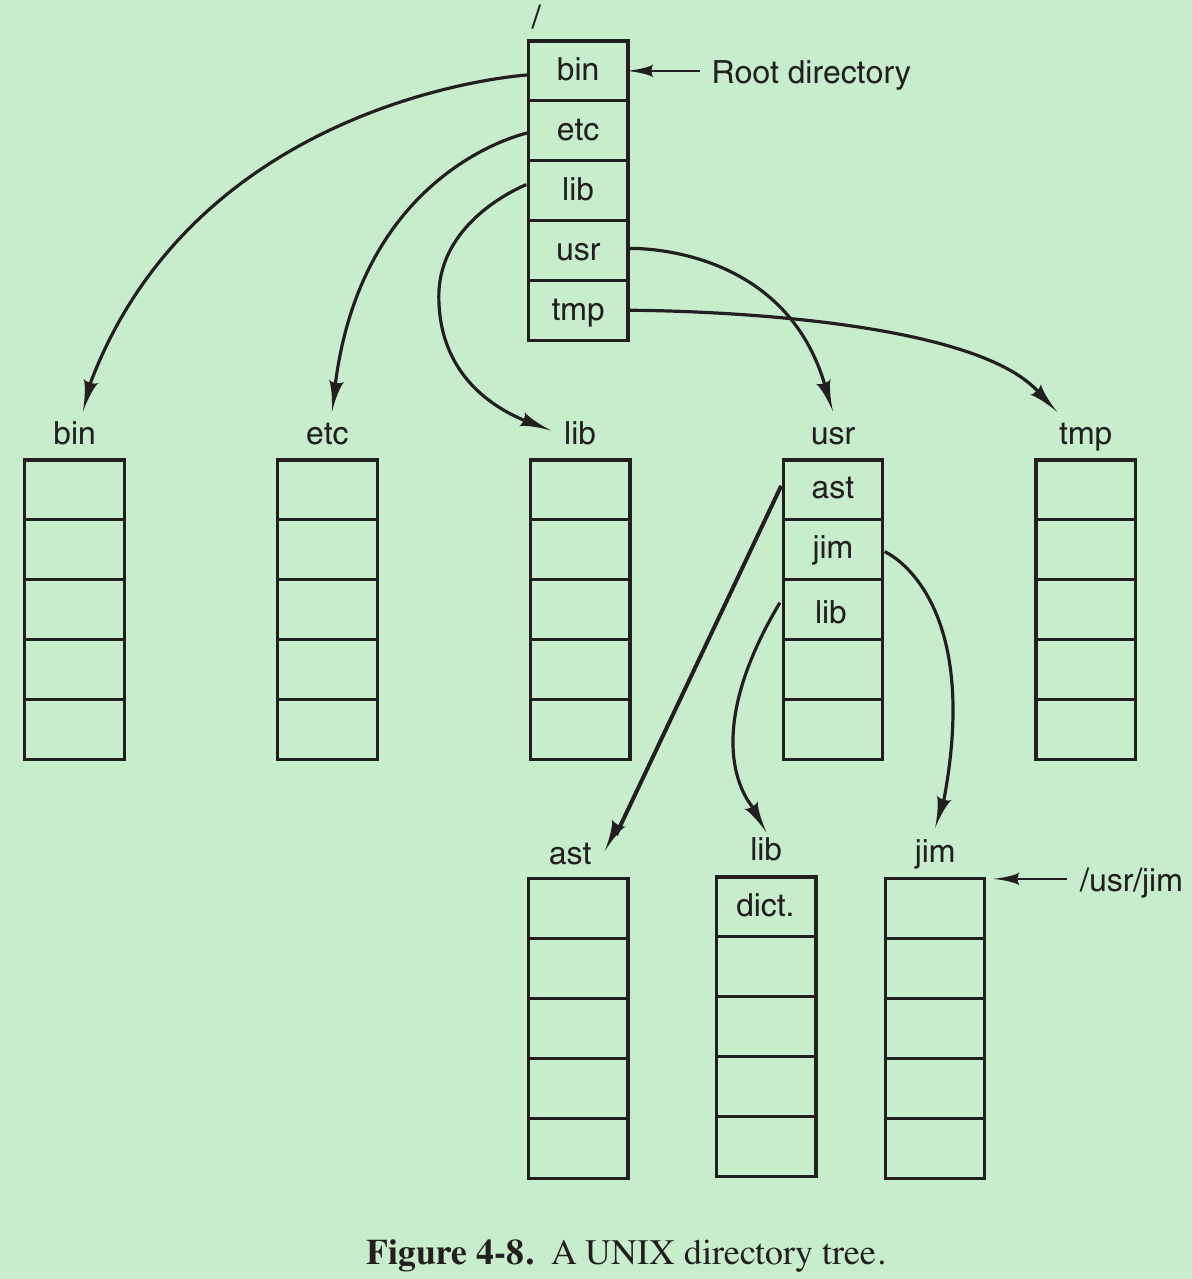 /
bin
Root directory
etc
lib
usr
tmp
bin
etc
lib
usr
tmp
ast
jim
lib
ast
lib
jim
/usr/jim
dict.
Figure 4-8. A UNIX directory tree.